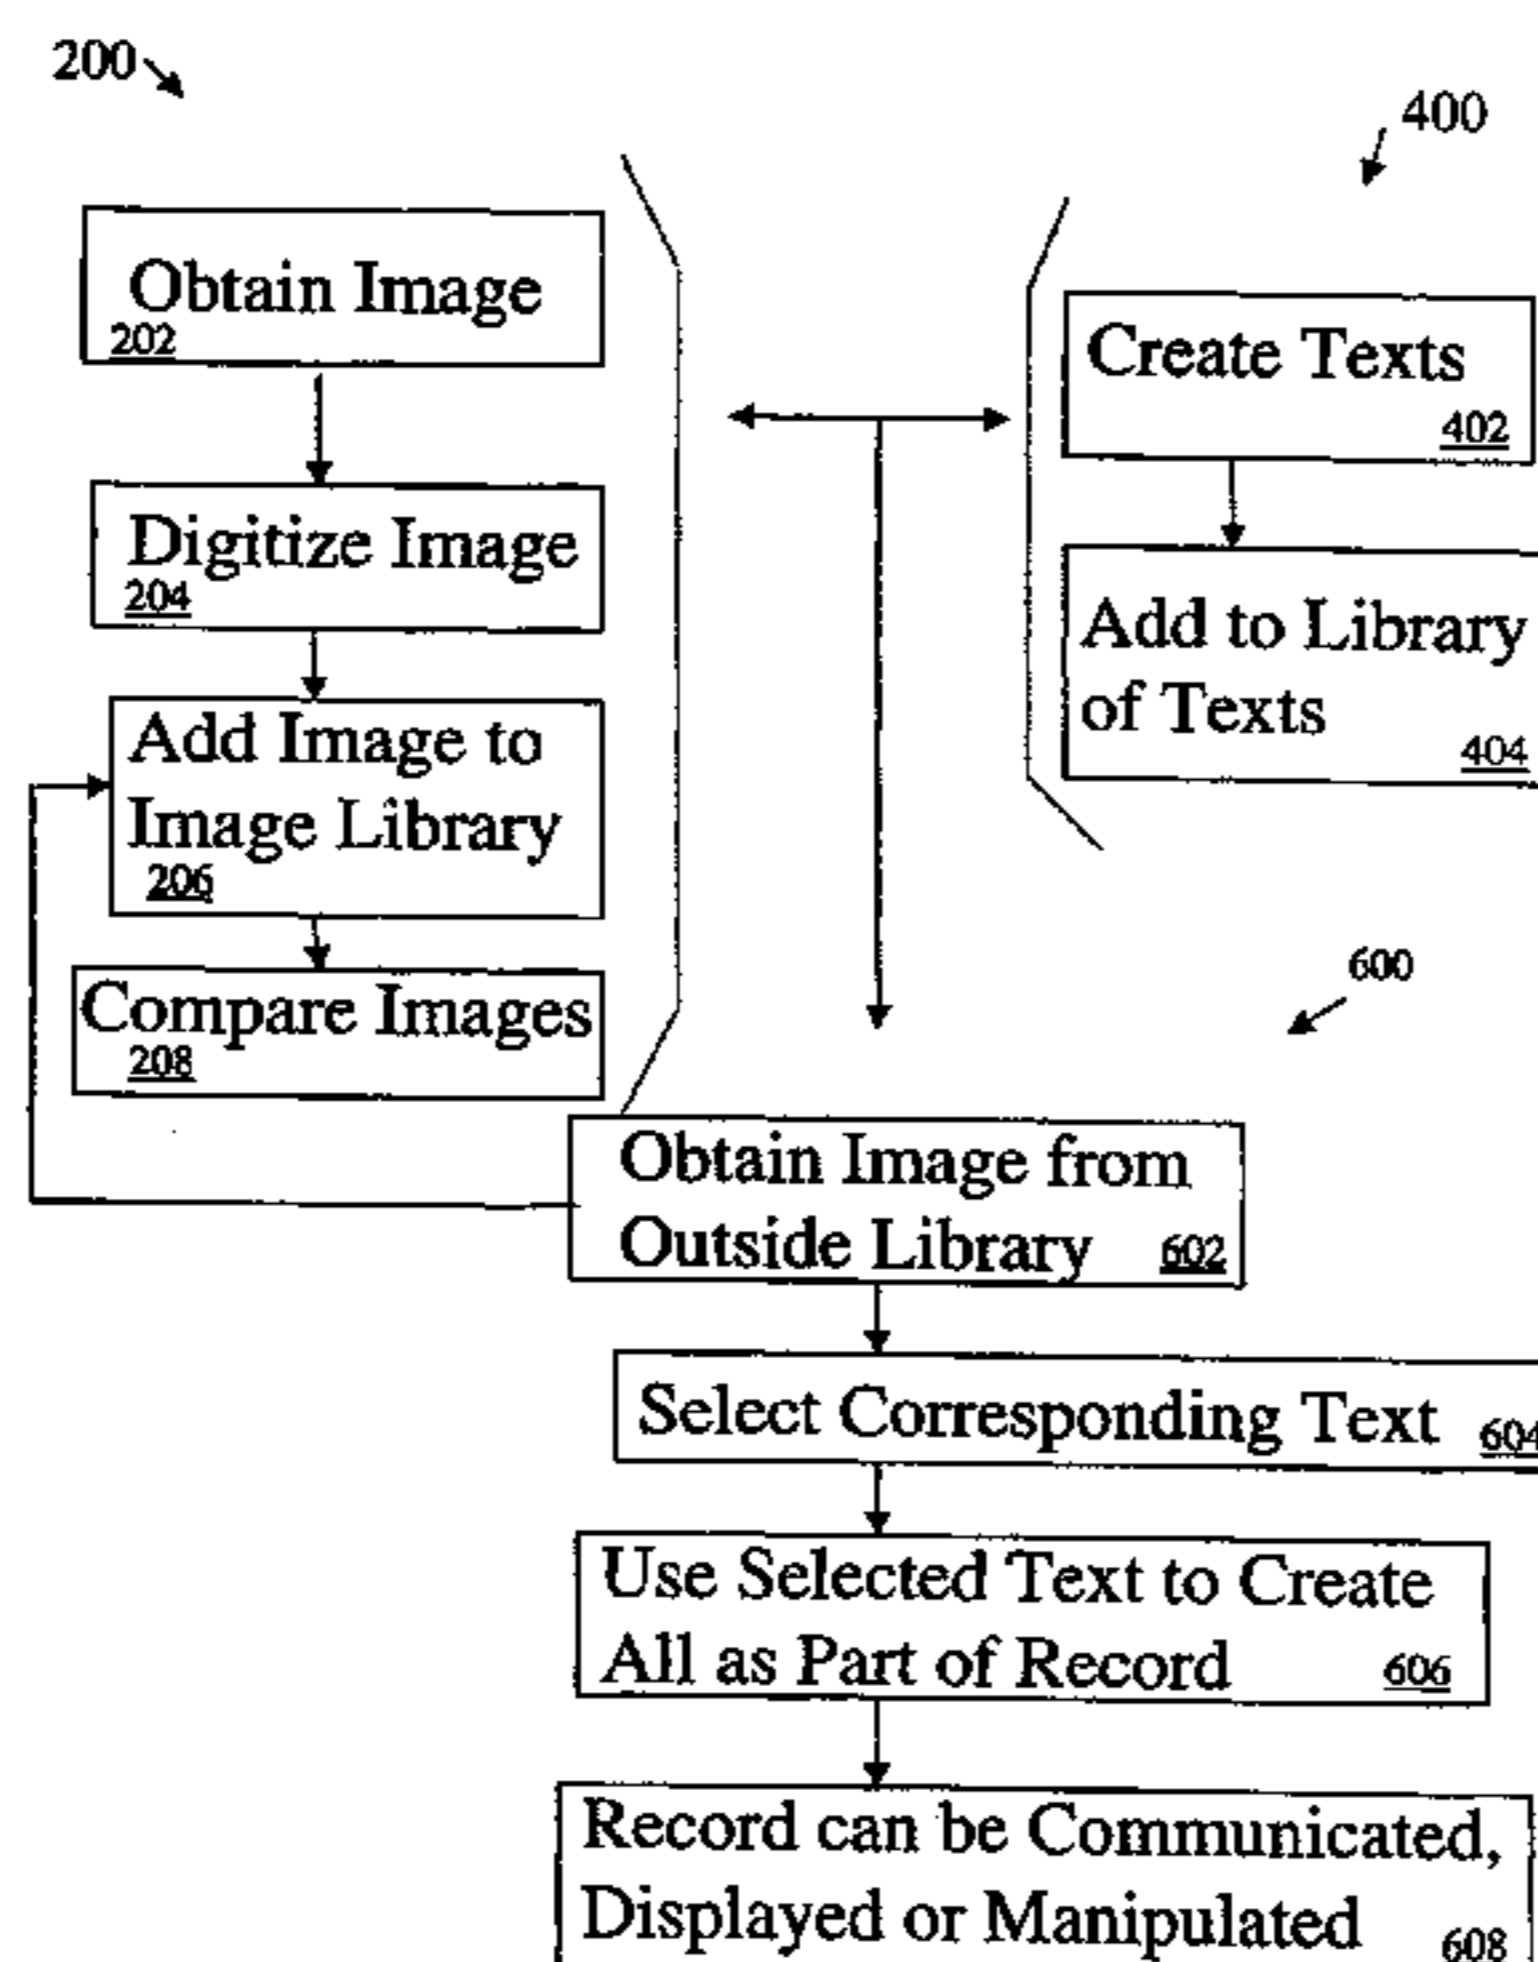 200
400
Obtain Image
202
Digitize Image
204
Add Image to
Image Library
206
Compare Images
208
Create Texts
402
Add to Library
of Texts
404
600
Obtain Image from
Outside Library 602
Select Corresponding Text 604
Use Selected Text to Create
All as Part of Record 606
Record can be Communicated,
Displayed or Manipulated 608